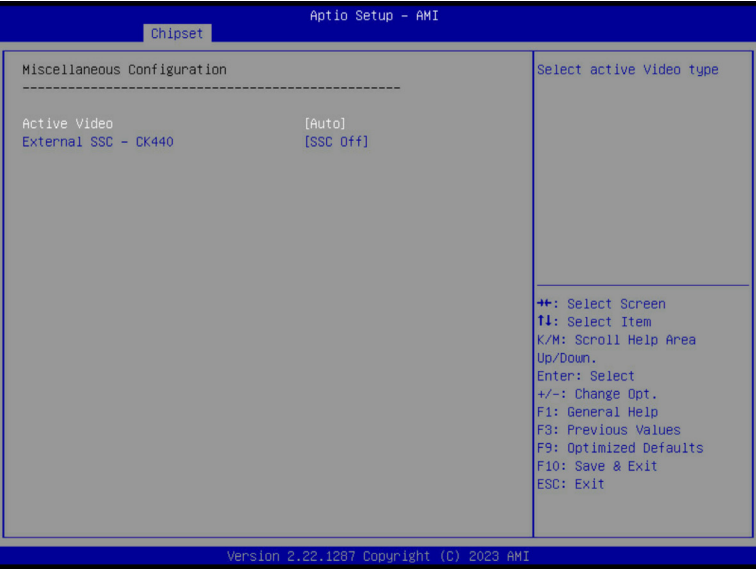 Aptio Setup – AMI
Chipset
Miscellaneous Configuration
--------------------------------------------------
Active Video [Auto]
External SSC – CK440 [SSC Off]
Select active Video type
→←: Select Screen
↑↓: Select Item
K/M: Scroll Help Area
Up/Down.
Enter: Select
+/-: Change Opt.
F1: General Help
F3: Previous Values
F9: Optimized Defaults
F10: Save & Exit
ESC: Exit
Version 2.22.1287 Copyright (C) 2023 AMI